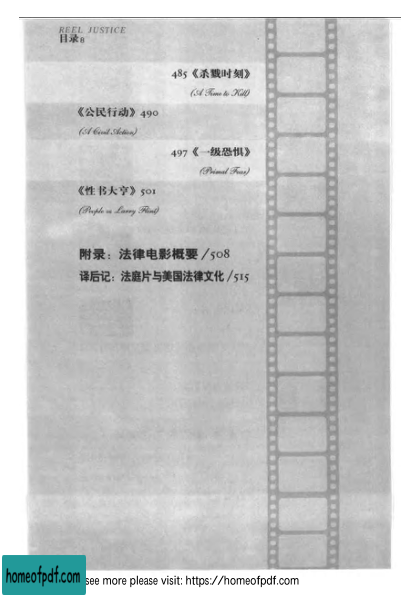 REEL JUSTICE
目录8
485《杀戮时刻》
(A Time to Kill)
《公民行动》490
(A Civil Action)
497《一级恐惧》
(Primal Fear)
《性书大亨》501
(People vs Larry Flint)
附录：法律电影概要 /508
译后记：法庭片与美国法律文化 /515
homeofpdf.com
see more please visit: https://homeofpdf.com